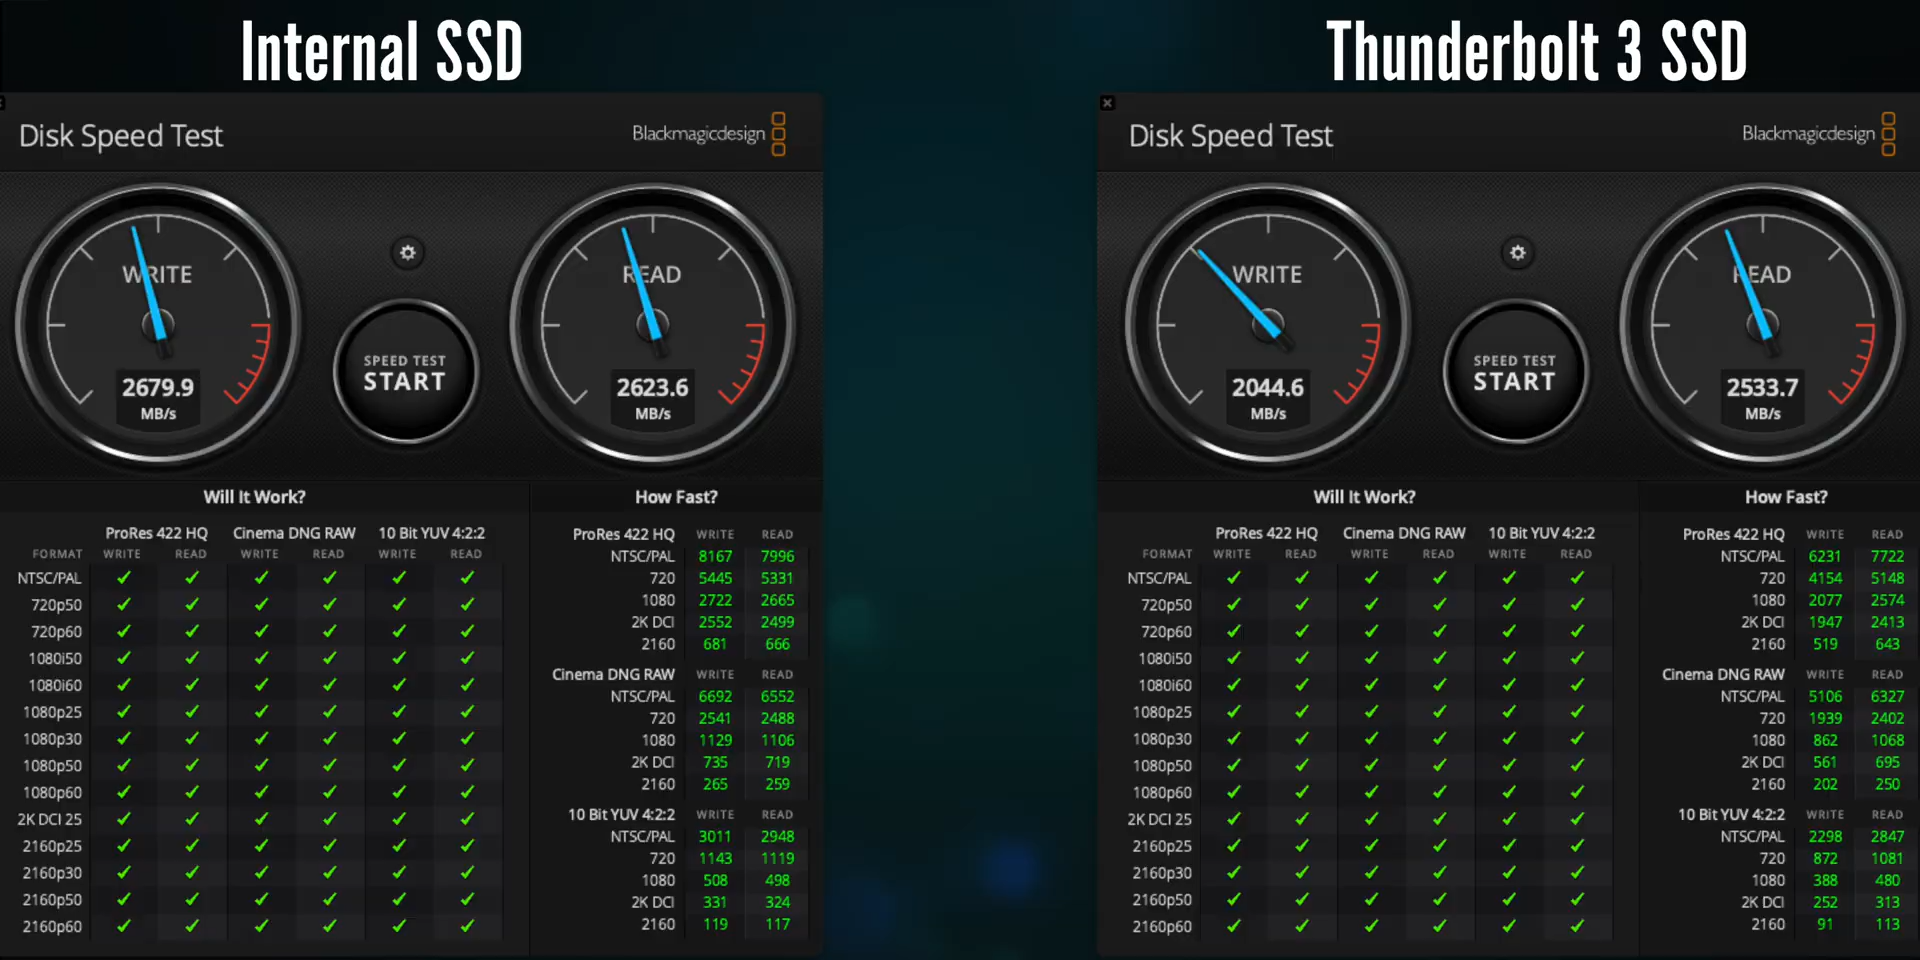 Internal SSD
Disk Speed Test
Blackmagicdesign
WRITE
2679.9
MB/s
SPEED TEST
START
READ
2623.6
MB/s
Will It Work?
ProRes 422 HQ Cinema DNG RAW 10 Bit YUV 4:2:2
FORMAT WRITE READ WRITE READ WRITE READ
NTSC/PAL ✓ ✓ ✓ ✓ ✓ ✓
720p50 ✓ ✓ ✓ ✓ ✓ ✓
720p60 ✓ ✓ ✓ ✓ ✓ ✓
1080i50 ✓ ✓ ✓ ✓ ✓ ✓
1080i60 ✓ ✓ ✓ ✓ ✓ ✓
1080p25 ✓ ✓ ✓ ✓ ✓ ✓
1080p30 ✓ ✓ ✓ ✓ ✓ ✓
1080p50 ✓ ✓ ✓ ✓ ✓ ✓
1080p60 ✓ ✓ ✓ ✓ ✓ ✓
2K DCI 25 ✓ ✓ ✓ ✓ ✓ ✓
2160p25 ✓ ✓ ✓ ✓ ✓ ✓
2160p30 ✓ ✓ ✓ ✓ ✓ ✓
2160p50 ✓ ✓ ✓ ✓ ✓ ✓
2160p60 ✓ ✓ ✓ ✓ ✓ ✓
How Fast?
ProRes 422 HQ WRITE READ
NTSC/PAL 8167 7996
720 5445 5331
1080 2722 2665
2K DCI 2552 2499
2160 681 666
Cinema DNG RAW WRITE READ
NTSC/PAL 6692 6552
720 2541 2488
1080 1129 1106
2K DCI 735 719
2160 265 259
10 Bit YUV 4:2:2 WRITE READ
NTSC/PAL 3011 2948
720 1143 1119
1080 508 498
2K DCI 331 324
2160 119 117
Thunderbolt 3 SSD
Disk Speed Test
Blackmagicdesign
WRITE
2044.6
MB/s
SPEED TEST
START
READ
2533.7
MB/s
Will It Work?
ProRes 422 HQ Cinema DNG RAW 10 Bit YUV 4:2:2
FORMAT WRITE READ WRITE READ WRITE READ
NTSC/PAL ✓ ✓ ✓ ✓ ✓ ✓
720p50 ✓ ✓ ✓ ✓ ✓ ✓
720p60 ✓ ✓ ✓ ✓ ✓ ✓
1080i50 ✓ ✓ ✓ ✓ ✓ ✓
1080i60 ✓ ✓ ✓ ✓ ✓ ✓
1080p25 ✓ ✓ ✓ ✓ ✓ ✓
1080p30 ✓ ✓ ✓ ✓ ✓ ✓
1080p50 ✓ ✓ ✓ ✓ ✓ ✓
1080p60 ✓ ✓ ✓ ✓ ✓ ✓
2K DCI 25 ✓ ✓ ✓ ✓ ✓ ✓
2160p25 ✓ ✓ ✓ ✓ ✓ ✓
2160p30 ✓ ✓ ✓ ✓ ✓ ✓
2160p50 ✓ ✓ ✓ ✓ ✓ ✓
2160p60 ✓ ✓ ✓ ✓ ✓ ✓
How Fast?
ProRes 422 HQ WRITE READ
NTSC/PAL 6231 7722
720 4154 5148
1080 2077 2574
2K DCI 1947 2413
2160 519 643
Cinema DNG RAW WRITE READ
NTSC/PAL 5106 6327
720 1939 2402
1080 862 1068
2K DCI 561 695
2160 202 250
10 Bit YUV 4:2:2 WRITE READ
NTSC/PAL 2298 2847
720 872 1081
1080 388 480
2K DCI 252 313
2160 91 113